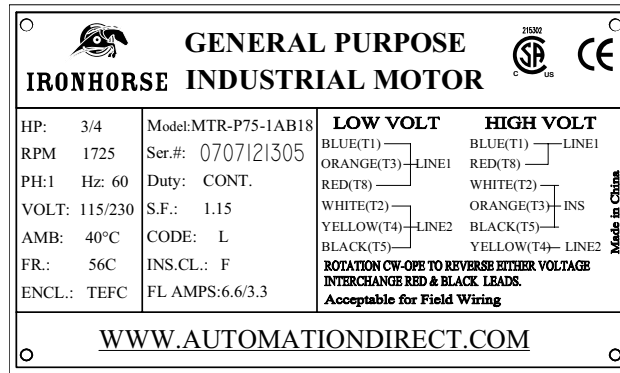 GENERAL PURPOSE
INDUSTRIAL MOTOR
IRONHORSE
215302
CSA
C US
CE
HP: 3/4
RPM 1725
PH:1 Hz: 60
VOLT: 115/230
AMB: 40°C
FR.: 56C
ENCL.: TEFC
Model:MTR-P75-1AB18
Ser.#: 0707121305
Duty: CONT.
S.F.: 1.15
CODE: L
INS.CL.: F
FL AMPS:6.6/3.3
LOW VOLT
BLUE(T1)
ORANGE(T3) LINE1
RED(T8)
WHITE(T2)
YELLOW(T4) LINE2
BLACK(T5)
HIGH VOLT
BLUE(T1) LINE1
RED(T8)
WHITE(T2)
ORANGE(T3) INS
BLACK(T5)
YELLOW(T4) LINE2
ROTATION CW-OPE TO REVERSE EITHER VOLTAGE
INTERCHANGE RED & BLACK LEADS.
Acceptable for Field Wiring
Made in China
WWW.AUTOMATIONDIRECT.COM